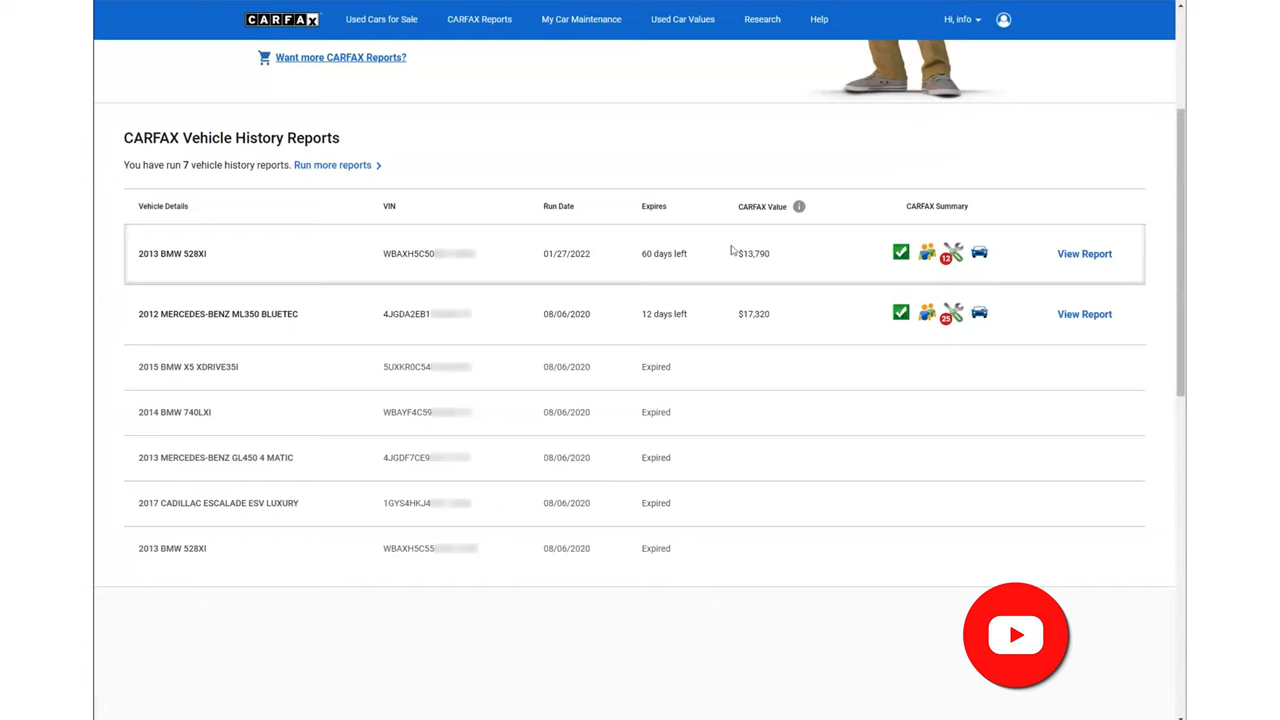 CARFAX Used Cars for Sale CARFAX Reports My Car Maintenance Used Car Values Research Help Hi, info
Want more CARFAX Reports?
CARFAX Vehicle History Reports
You have run 7 vehicle history reports. Run more reports
Vehicle Details VIN Run Date Expires CARFAX Value i CARFAX Summary
2013 BMW 528XI WBAXH5C50 01/27/2022 60 days left $13,790 12 View Report
2012 MERCEDES-BENZ ML350 BLUETEC 4JGDA2EB1 08/06/2020 12 days left $17,320 25 View Report
2015 BMW X5 XDRIVE35I 5UXKR0C54 08/06/2020 Expired
2014 BMW 740LXI WBAYF4C59 08/06/2020 Expired
2013 MERCEDES-BENZ GL450 4 MATIC 4JGDF7CE9 08/06/2020 Expired
2017 CADILLAC ESCALADE ESV LUXURY 1GYS4HKJ4 08/06/2020 Expired
2013 BMW 528XI WBAXH5C55 08/06/2020 Expired